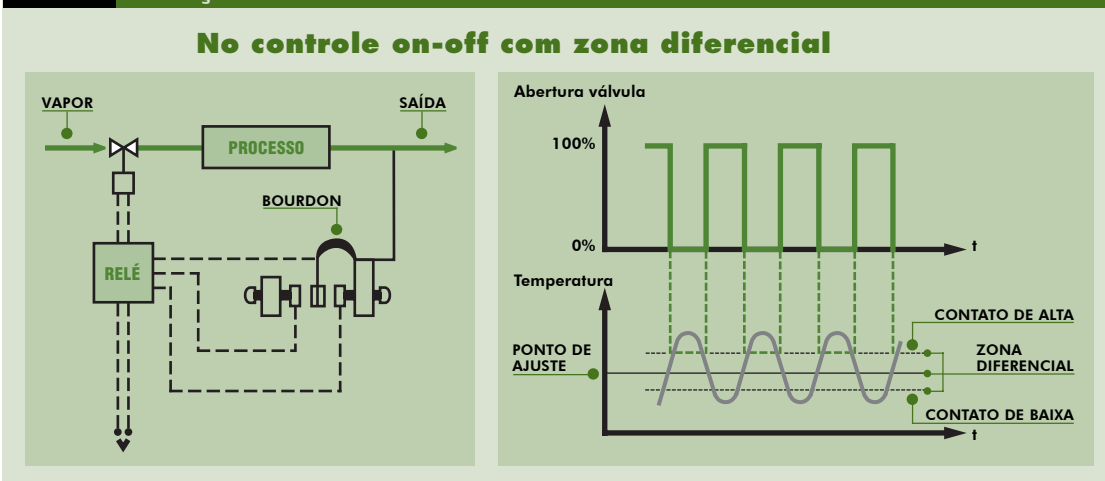 No controle on-off com zona diferencial
VAPOR
SAÍDA
PROCESSO
BOURDON
RELÉ
Abertura válvula
100%
0%
t
Temperatura
CONTATO DE ALTA
PONTO DE
AJUSTE
ZONA
DIFERENCIAL
CONTATO DE BAIXA
t